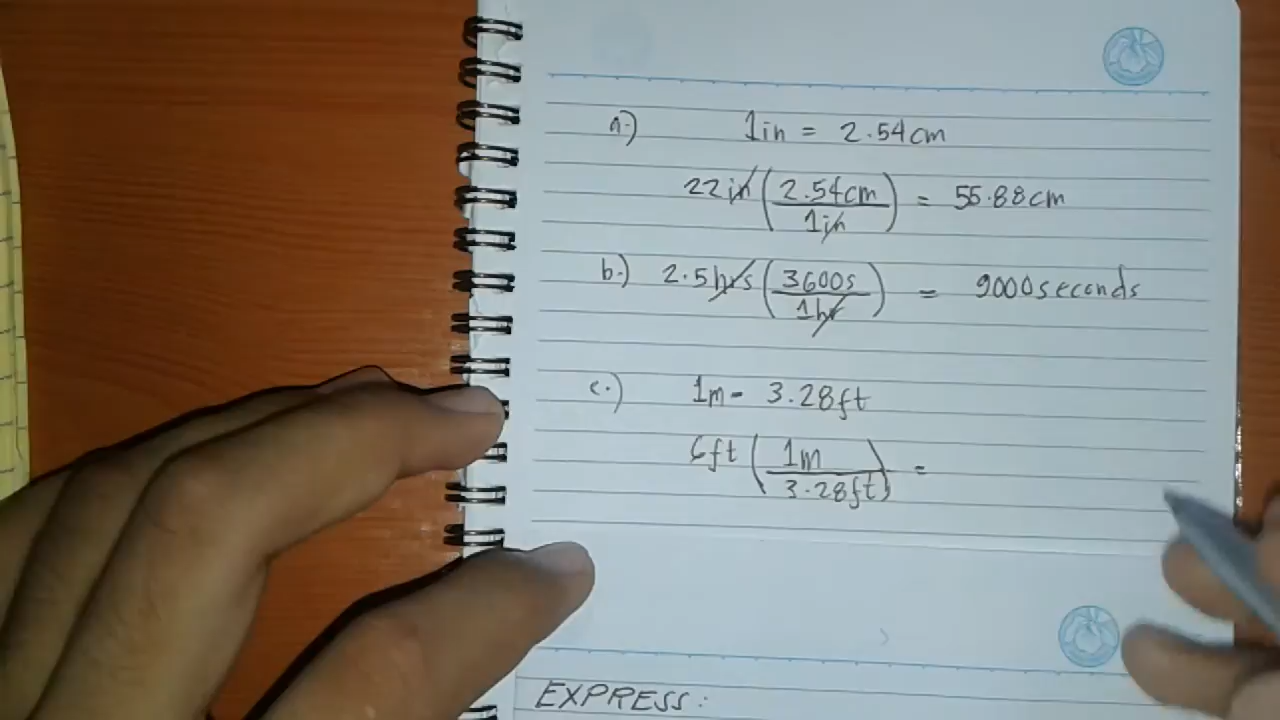 a.) 1in = 2.54cm
22in (2.54cm / 1in) = 55.88cm
b.) 2.5hrs (3600s / 1hr) = 9000seconds
c.) 1m - 3.28ft
6ft (1m / 3.28ft) =
EXPRESS: